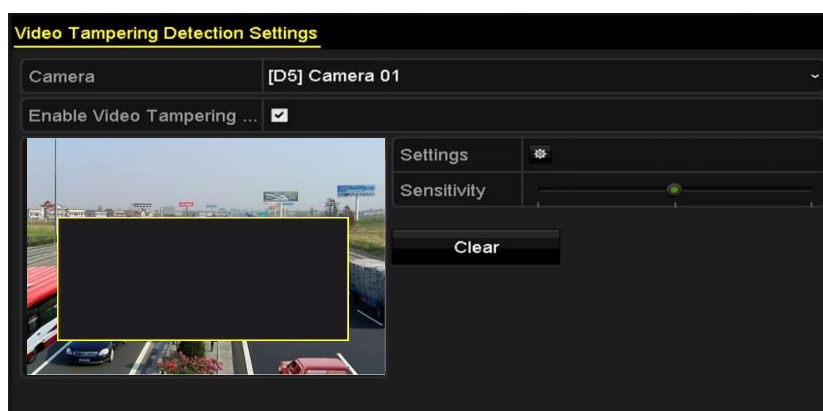 Video Tampering Detection Settings
Camera
[D5] Camera 01
Enable Video Tampering ...
Settings
Sensitivity
Clear